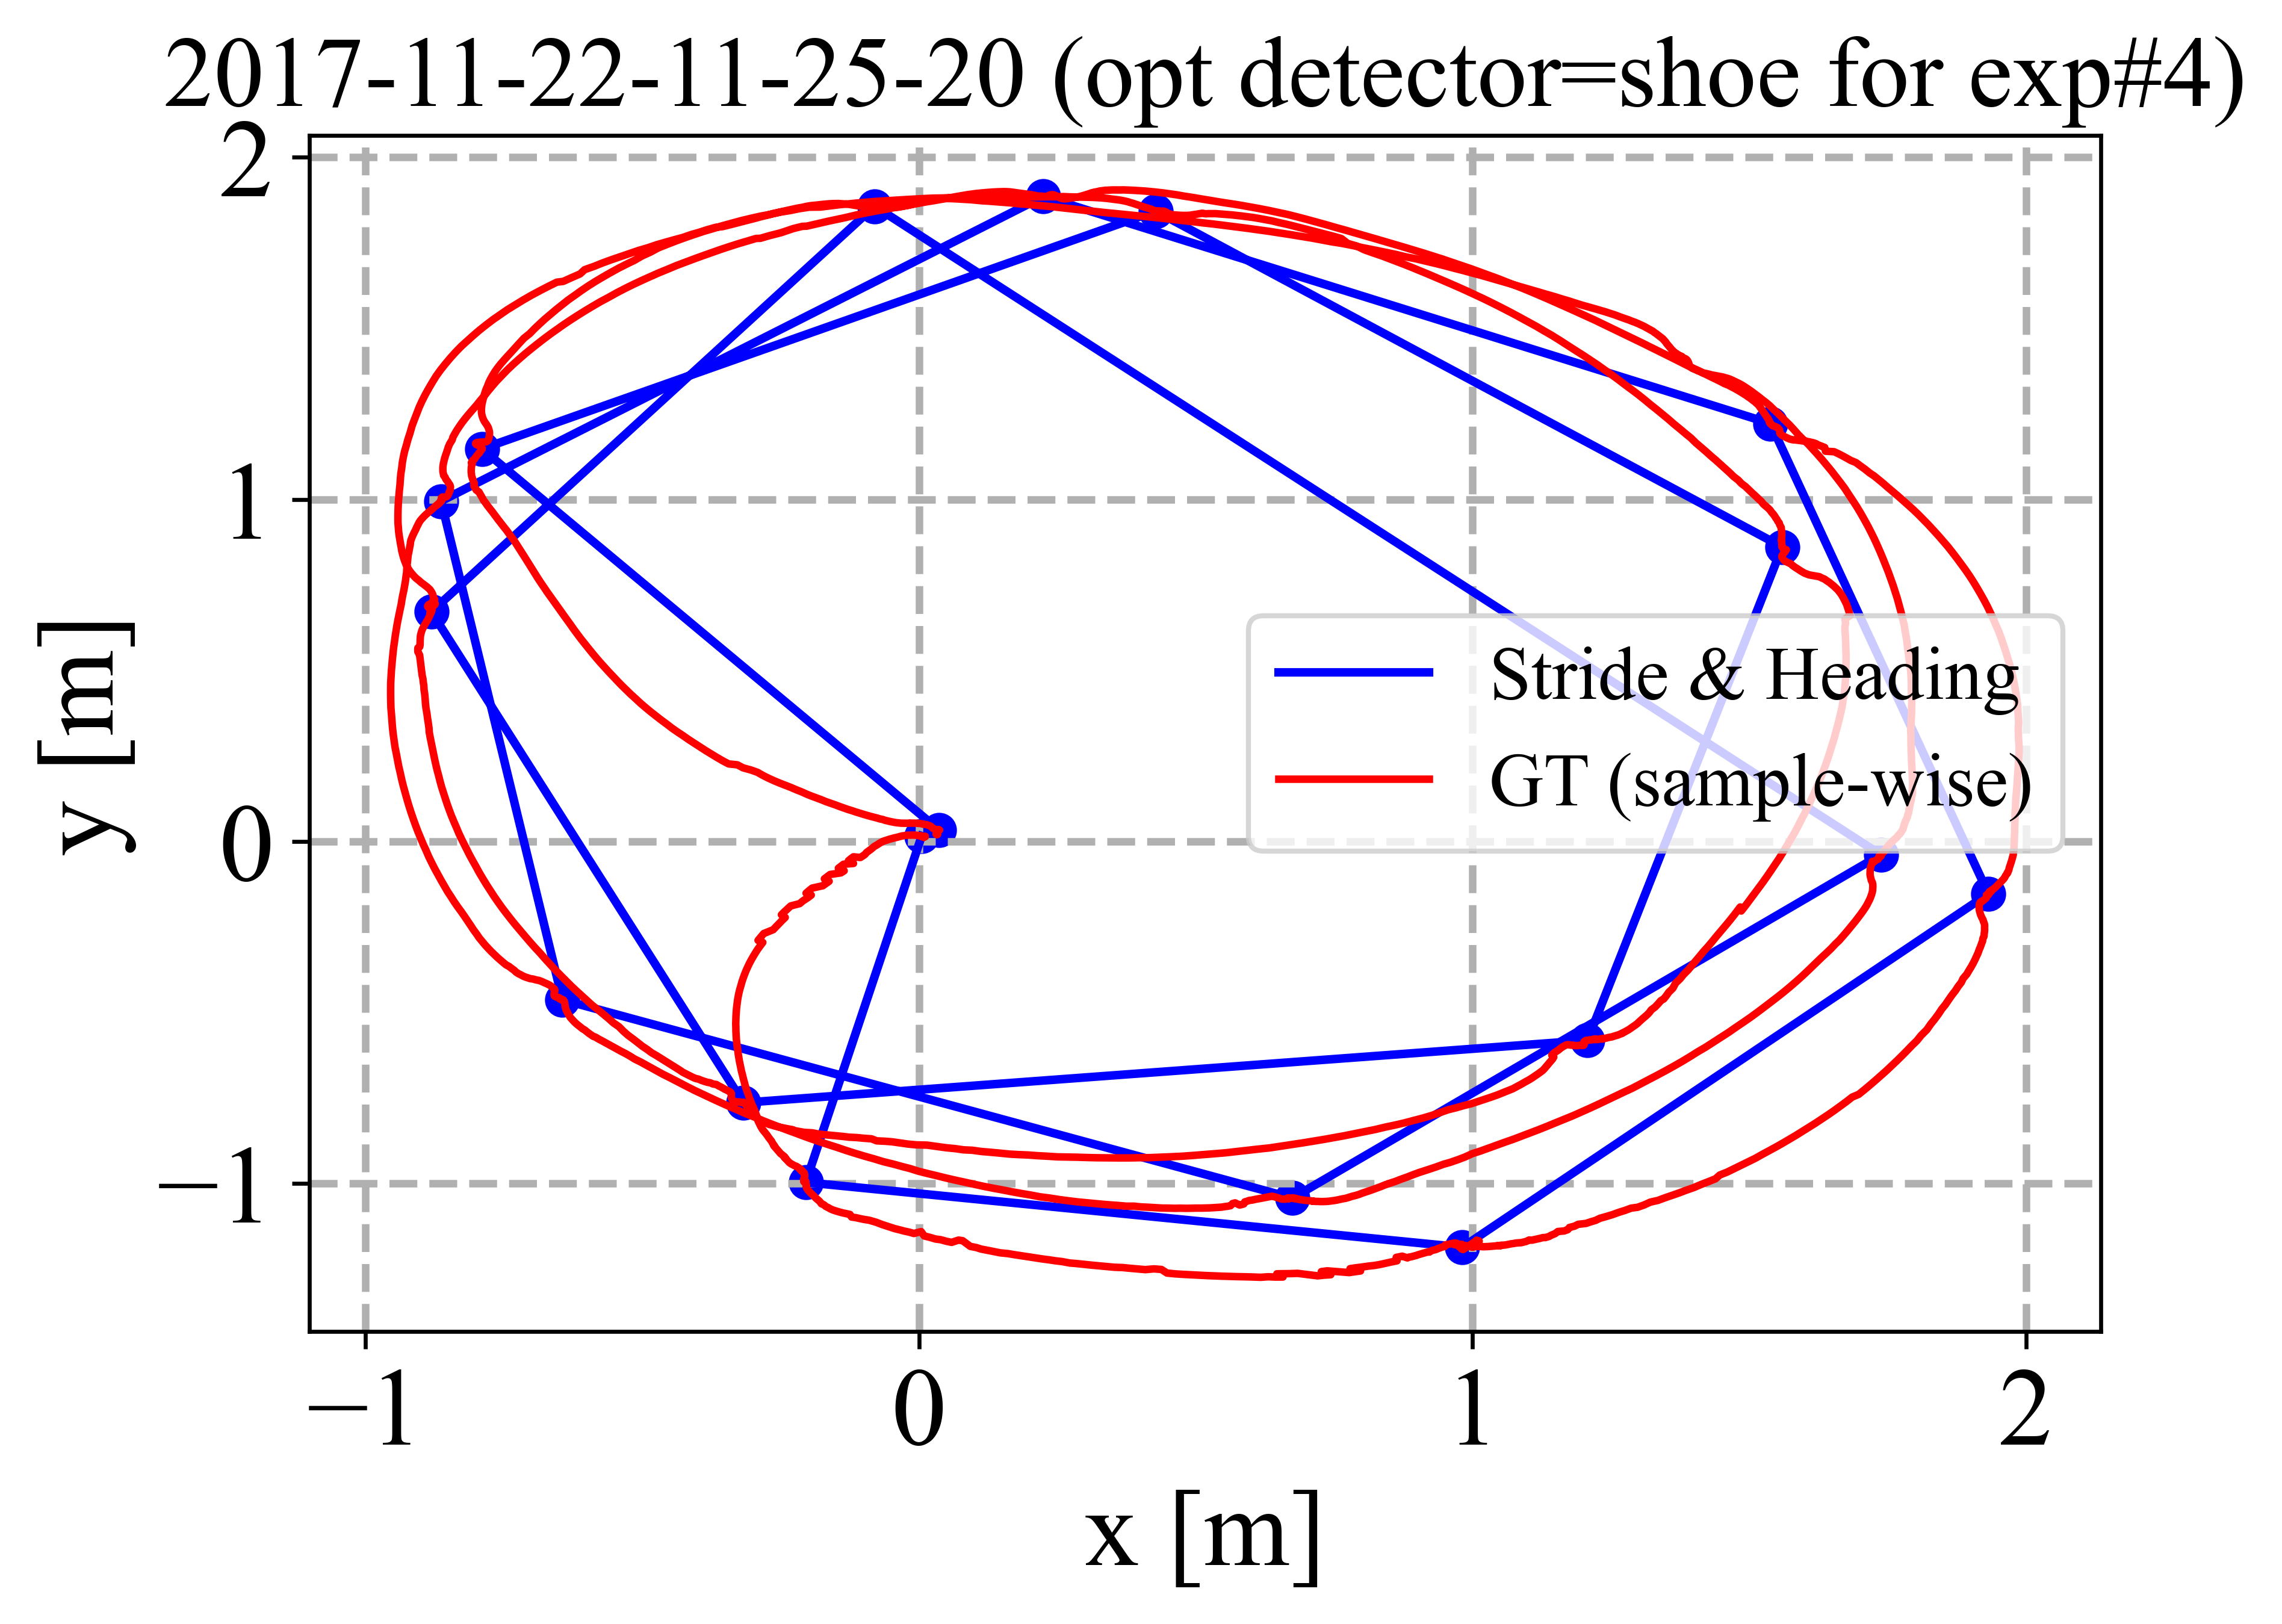 2017-11-22-11-25-20 (opt detector=shoe for exp#4)
2
1
0
−1
y [m]
Stride & Heading
GT (sample-wise)
−1 0 1 2
x [m]